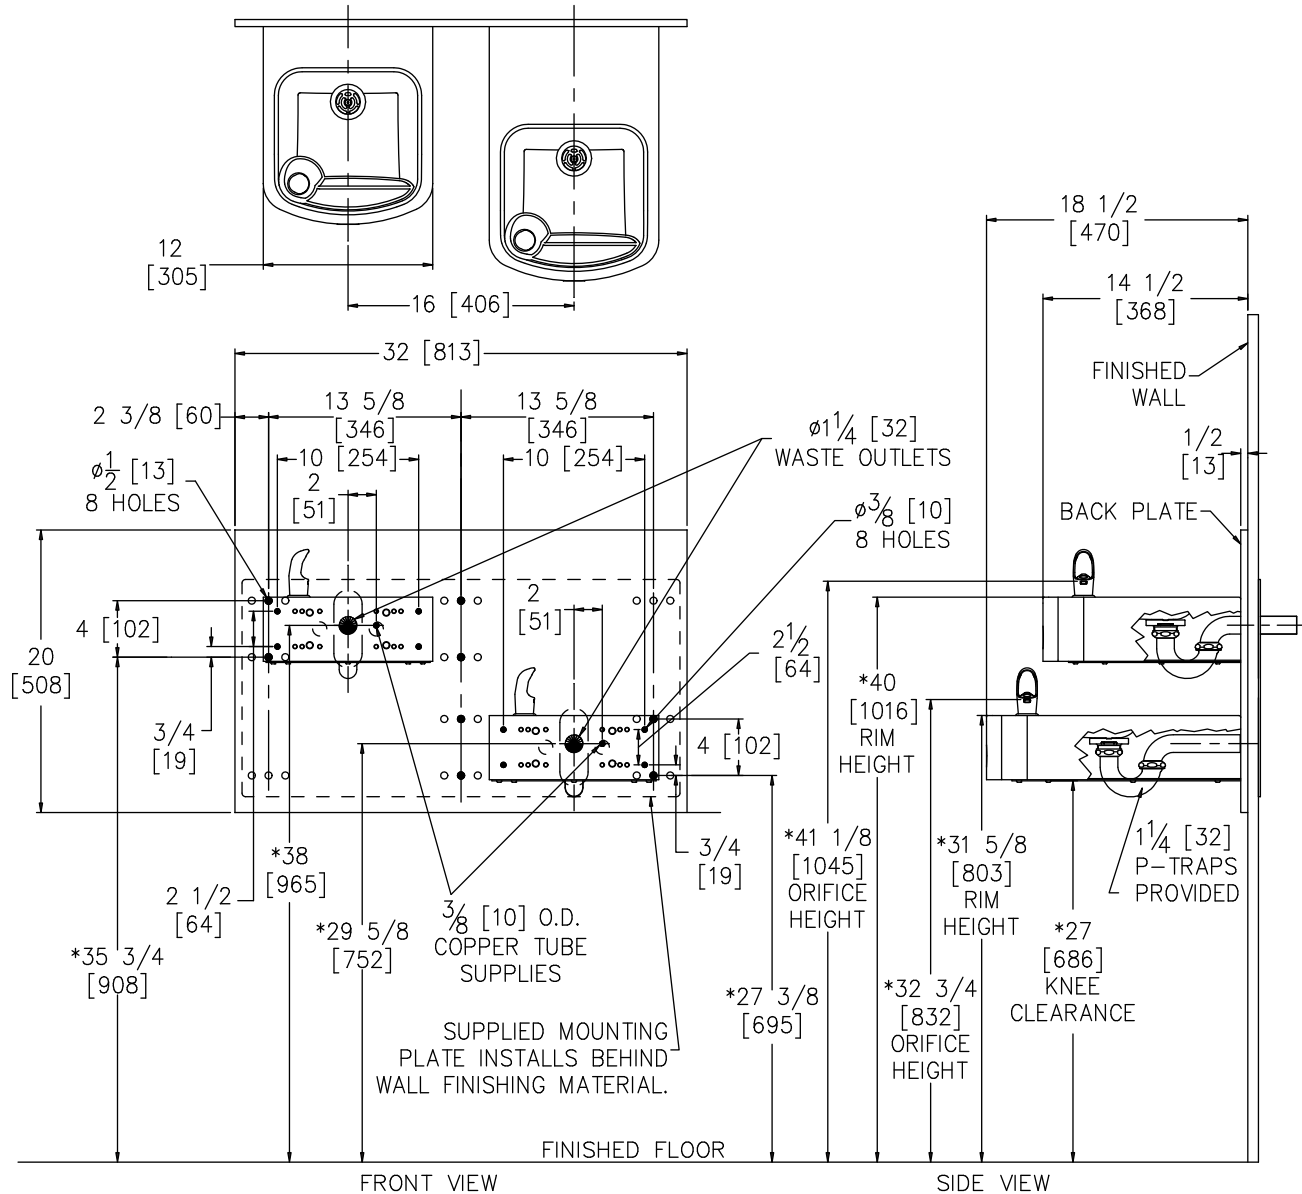 12
[305]
16 [406]
32 [813]
2 3/8 [60]
13 5/8
[346]
13 5/8
[346]
10 [254]
10 [254]
2
[51]
ø1/2 [13]
8 HOLES
ø1¼ [32]
WASTE OUTLETS
ø3/8 [10]
8 HOLES
2
[51]
2½
[64]
4 [102]
20
[508]
3/4
[19]
4 [102]
3/4
[19]
2 1/2
[64]
*38
[965]
*29 5/8
[752]
*35 3/4
[908]
3/8 [10] O.D.
COPPER TUBE
SUPPLIES
SUPPLIED MOUNTING
PLATE INSTALLS BEHIND
WALL FINISHING MATERIAL.
*27 3/8
[695]
FINISHED FLOOR
FRONT VIEW
18 1/2
[470]
14 1/2
[368]
FINISHED
WALL
1/2
[13]
BACK PLATE
*40
[1016]
RIM
HEIGHT
*41 1/8
[1045]
ORIFICE
HEIGHT
*31 5/8
[803]
RIM
HEIGHT
1¼ [32]
P-TRAPS
PROVIDED
*27
[686]
KNEE
CLEARANCE
*32 3/4
[832]
ORIFICE
HEIGHT
SIDE VIEW